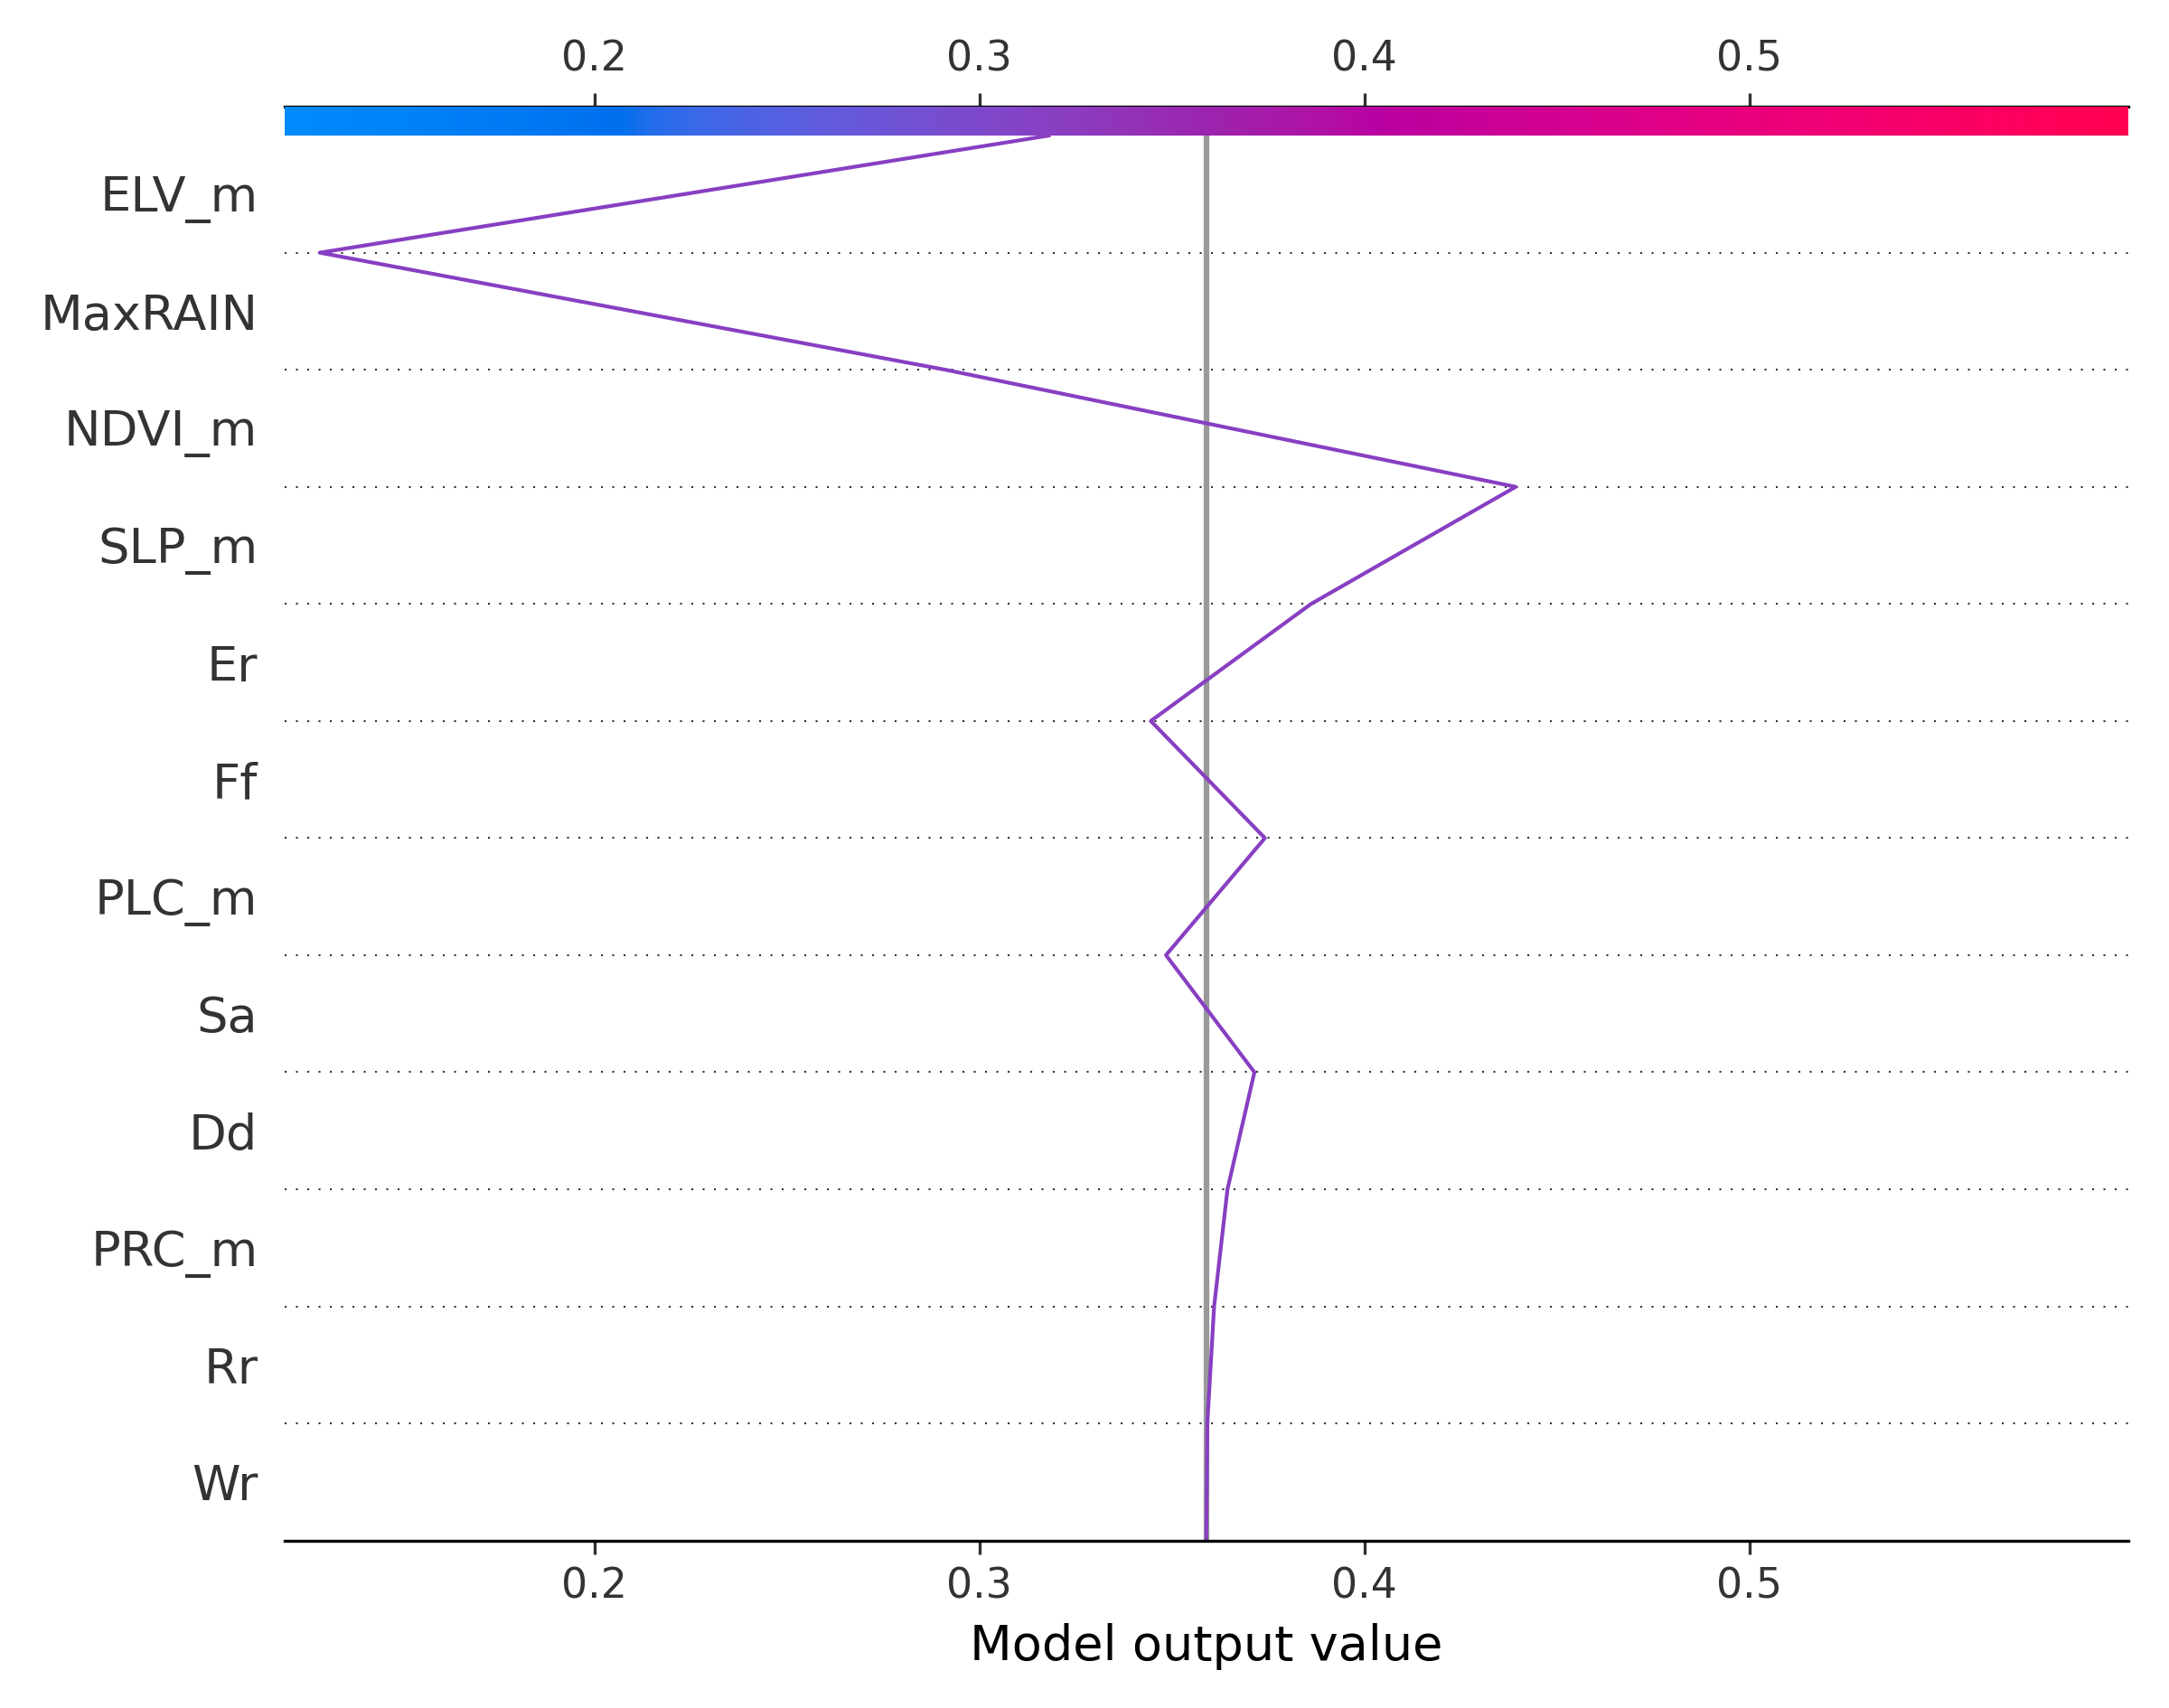 0.2 0.3 0.4 0.5
ELV_m
MaxRAIN
NDVI_m
SLP_m
Er
Ff
PLC_m
Sa
Dd
PRC_m
Rr
Wr
0.2 0.3 0.4 0.5
Model output value